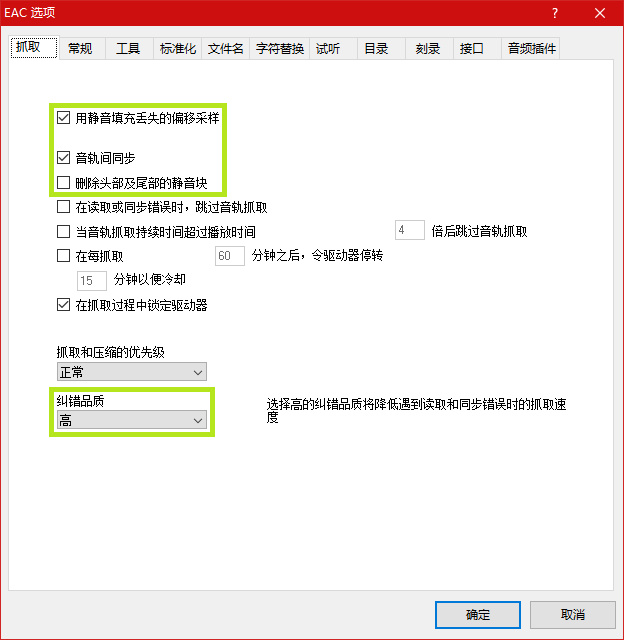 EAC 选项
抓取 常规 工具 标准化 文件名 字符替换 试听 目录 刻录 接口 音频插件
用静音填充丢失的偏移采样
音轨间同步
删除头部及尾部的静音块
在读取或同步错误时，跳过音轨抓取
当音轨抓取持续时间超过播放时间 4 倍后跳过音轨抓取
在每抓取 60 分钟之后，令驱动器停转
15 分钟以便冷却
在抓取过程中锁定驱动器
抓取和压缩的优先级
正常
纠错品质
高
选择高的纠错品质将降低遇到读取和同步错误时的抓取速
度
确定 取消